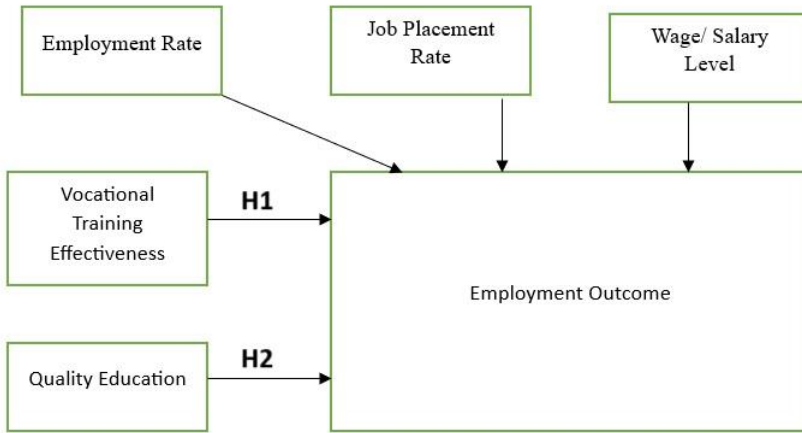 Employment Rate
Job Placement
Rate
Wage/ Salary
Level
Vocational
Training
Effectiveness
H1
Employment Outcome
Quality Education
H2